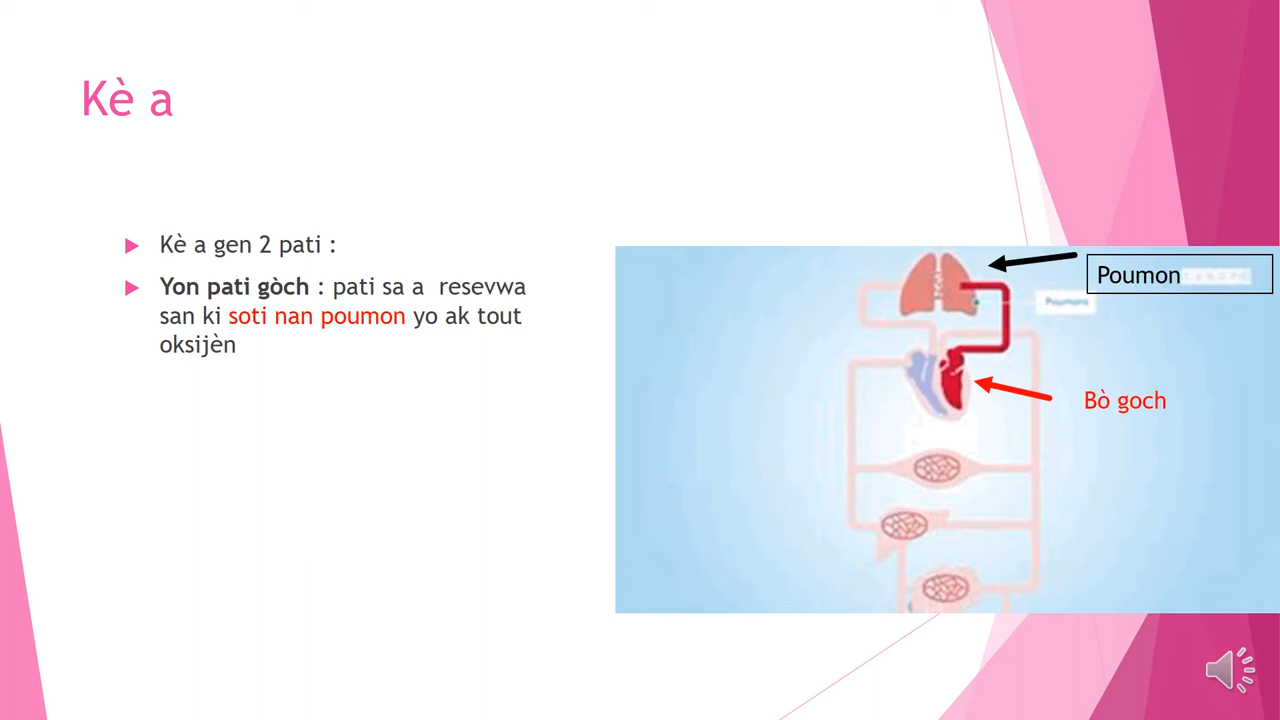 Kè a
Kè a gen 2 pati :
Yon pati gòch : pati sa a resevwa
san ki soti nan poumon yo ak tout
oksijèn
Poumon
Poumons
Bò goch